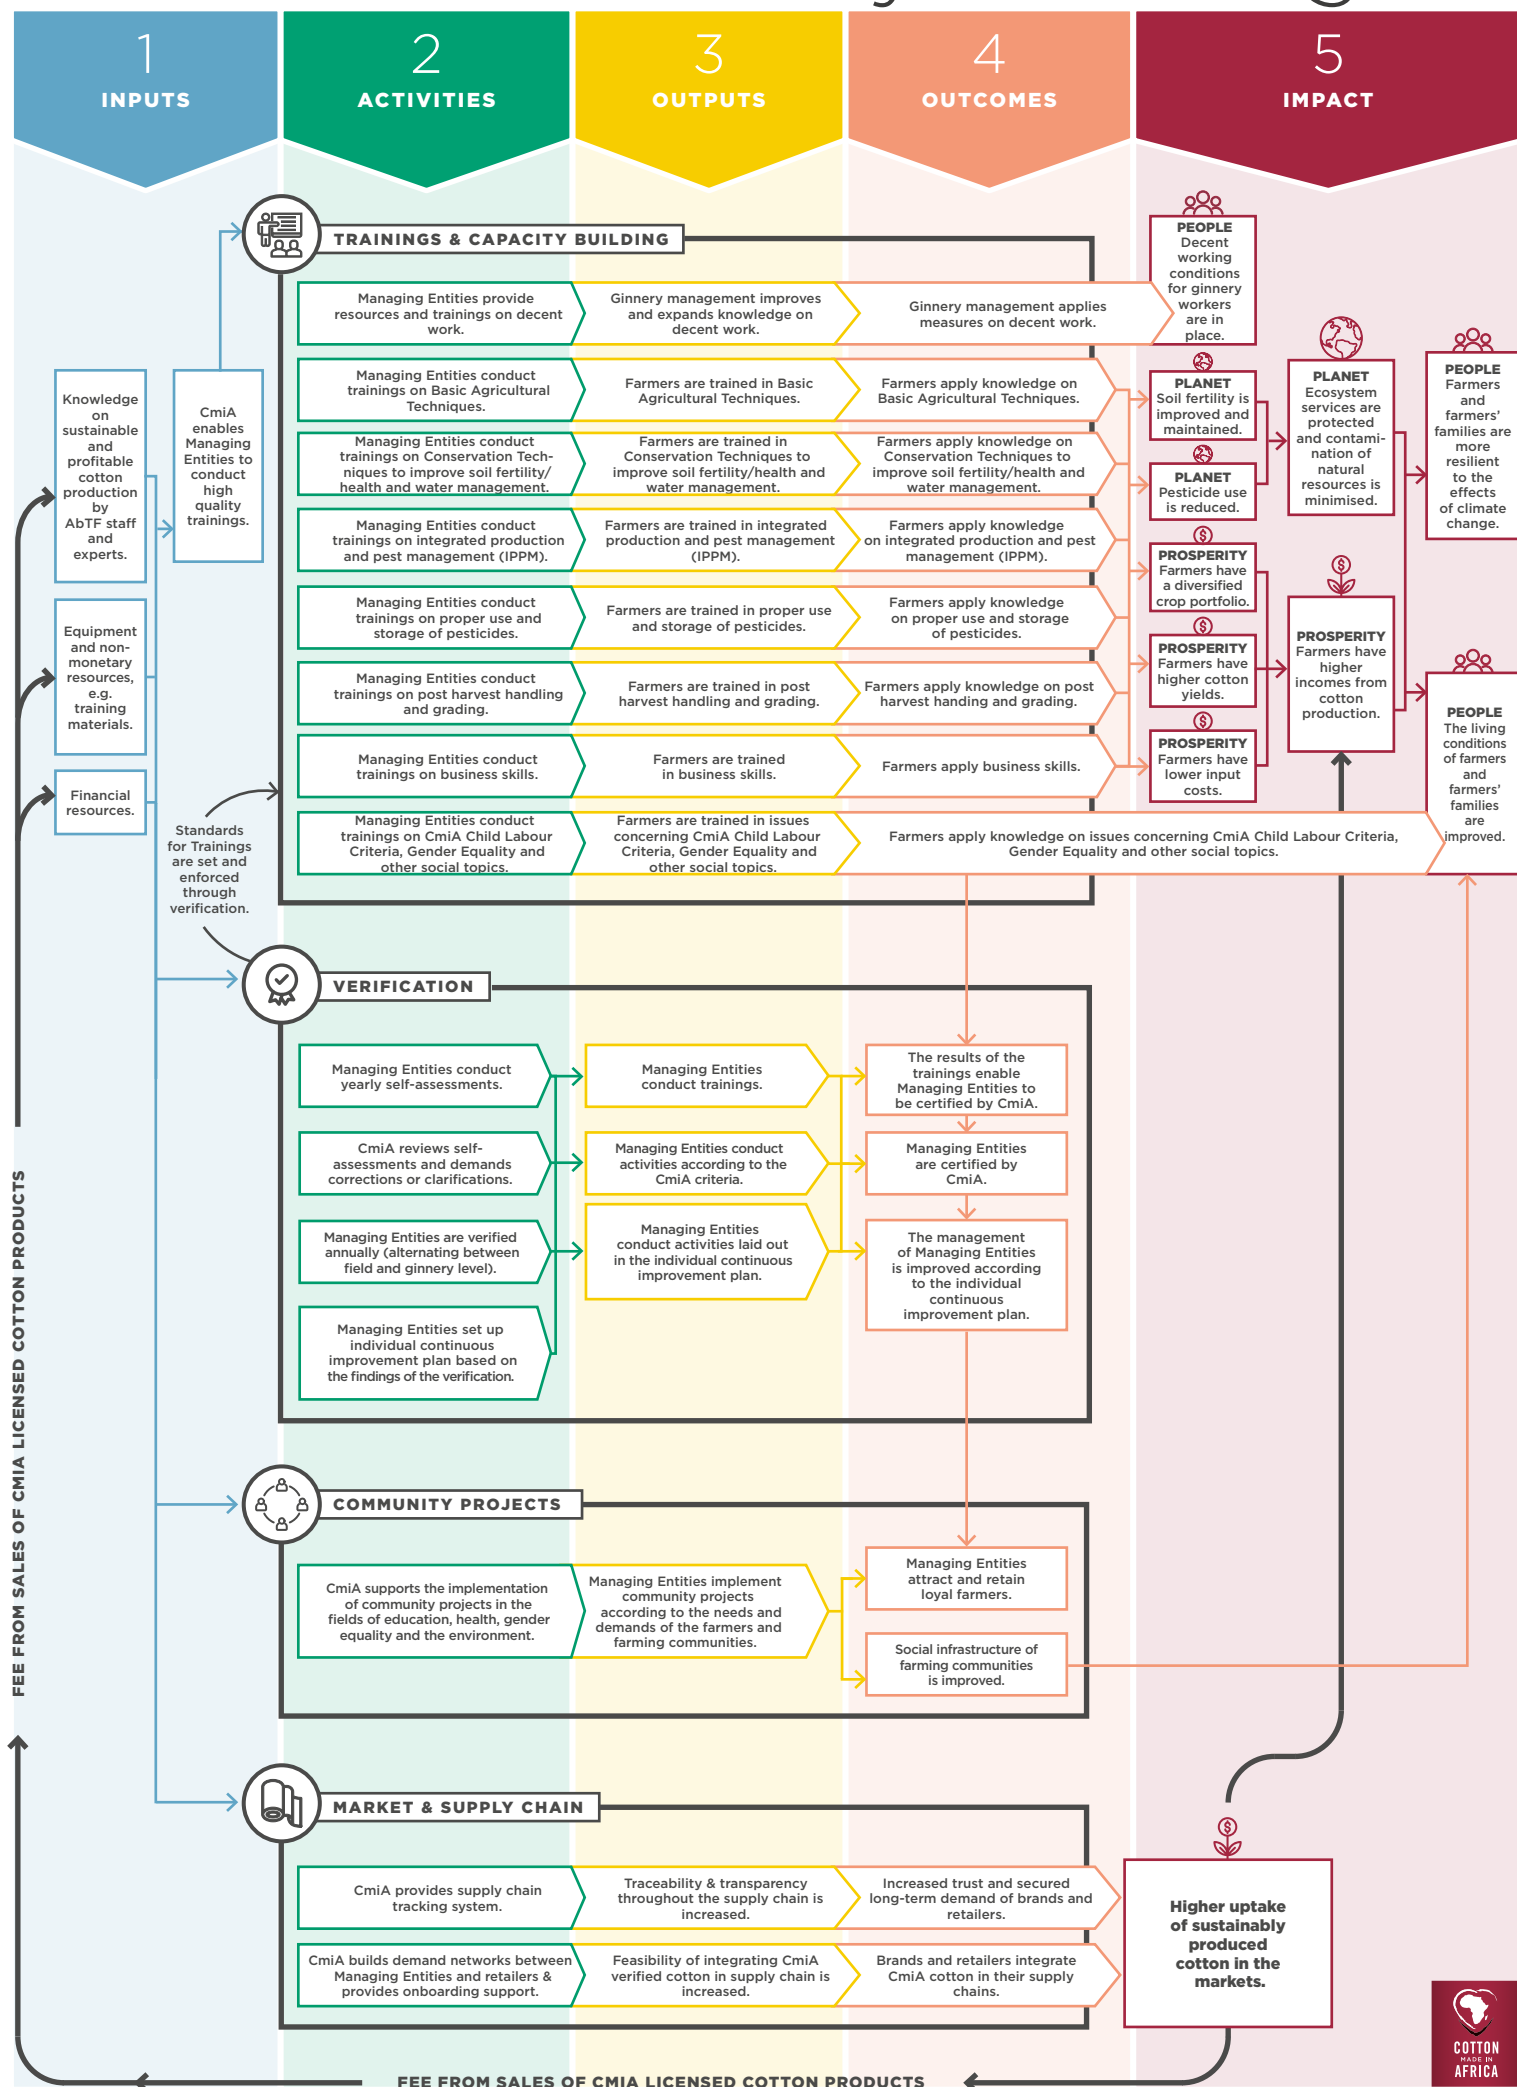 1
INPUTS
2
ACTIVITIES
3
OUTPUTS
4
OUTCOMES
5
IMPACT
Knowledge
on
sustainable
and
profitable
cotton
production
by
AbTF staff
and
experts.
Equipment
and non-
monetary
resources,
e.g.
training
materials.
Financial
resources.
CmiA
enables
Managing
Entities to
conduct
high
quality
trainings.
Standards
for Trainings
are set and
enforced
through
verification.
TRAININGS & CAPACITY BUILDING
Managing Entities provide
resources and trainings on decent
work.
Ginnery management improves
and expands knowledge on
decent work.
Ginnery management applies
measures on decent work.
PEOPLE
Decent
working
conditions
for ginnery
workers
are in
place.
Managing Entities conduct
trainings on Basic Agricultural
Techniques.
Farmers are trained in Basic
Agricultural Techniques.
Farmers apply knowledge on
Basic Agricultural Techniques.
Managing Entities conduct
trainings on Conservation Tech-
niques to improve soil fertility/
health and water management.
Farmers are trained in
Conservation Techniques to
improve soil fertility/health and
water management.
Farmers apply knowledge on
Conservation Techniques to
improve soil fertility/health and
water management.
Managing Entities conduct
trainings on integrated production
and pest management (IPPM).
Farmers are trained in integrated
production and pest management
(IPPM).
Farmers apply knowledge
on integrated production and pest
management (IPPM).
Managing Entities conduct
trainings on proper use and
storage of pesticides.
Farmers are trained in proper use
and storage of pesticides.
Farmers apply knowledge
on proper use and storage
of pesticides.
Managing Entities conduct
trainings on post harvest handling
and grading.
Farmers are trained in post
harvest handling and grading.
Farmers apply knowledge on post
harvest handing and grading.
Managing Entities conduct
trainings on business skills.
Farmers are trained
in business skills.
Farmers apply business skills.
Managing Entities conduct
trainings on CmiA Child Labour
Criteria, Gender Equality and
other social topics.
Farmers are trained in issues
concerning CmiA Child Labour
Criteria, Gender Equality and
other social topics.
Farmers apply knowledge on issues concerning CmiA Child Labour Criteria,
Gender Equality and other social topics.
PLANET
Soil fertility is
improved and
maintained.
PLANET
Pesticide use
is reduced.
PROSPERITY
Farmers have
a diversified
crop portfolio.
PROSPERITY
Farmers have
higher cotton
yields.
PROSPERITY
Farmers have
lower input
costs.
PLANET
Ecosystem
services are
protected
and contami-
nation of
natural
resources is
minimised.
PROSPERITY
Farmers have
higher
incomes from
cotton
production.
PEOPLE
Farmers
and
farmers'
families are
more
resilient
to the
effects
of climate
change.
PEOPLE
The living
conditions
of farmers
and
farmers'
families
are
improved.
VERIFICATION
Managing Entities conduct
yearly self-assessments.
CmiA reviews self-
assessments and demands
corrections or clarifications.
Managing Entities are verified
annually (alternating between
field and ginnery level).
Managing Entities set up
individual continuous
improvement plan based on
the findings of the verification.
Managing Entities
conduct trainings.
Managing Entities conduct
activities according to the
CmiA criteria.
Managing Entities
conduct activities laid out
in the individual continuous
improvement plan.
The results of the
trainings enable
Managing Entities to
be certified by CmiA.
Managing Entities
are certified by
CmiA.
The management
of Managing Entities
is improved according
to the individual
continuous
improvement plan.
COMMUNITY PROJECTS
CmiA supports the implementation
of community projects in the
fields of education, health, gender
equality and the environment.
Managing Entities implement
community projects
according to the needs and
demands of the farmers and
farming communities.
Managing Entities
attract and retain
loyal farmers.
Social infrastructure of
farming communities
is improved.
MARKET & SUPPLY CHAIN
CmiA provides supply chain
tracking system.
Traceability & transparency
throughout the supply chain is
increased.
Increased trust and secured
long-term demand of brands and
retailers.
CmiA builds demand networks between
Managing Entities and retailers &
provides onboarding support.
Feasibility of integrating CmiA
verified cotton in supply chain is
increased.
Brands and retailers integrate
CmiA cotton in their supply
chains.
Higher uptake
of sustainably
produced
cotton in the
markets.
FEE FROM SALES OF CMIA LICENSED COTTON PRODUCTS
FEE FROM SALES OF CMIA LICENSED COTTON PRODUCTS
COTTON
MADE IN
AFRICA